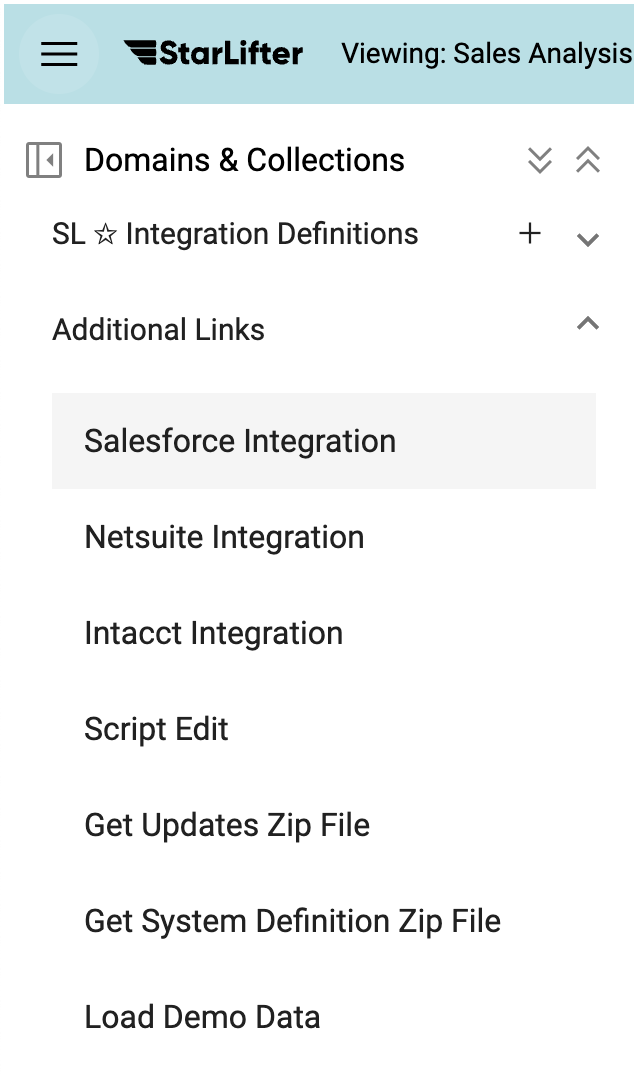 StarLifter Viewing: Sales Analysis
Domains & Collections
SL ☆ Integration Definitions
Additional Links
Salesforce Integration
Netsuite Integration
Intacct Integration
Script Edit
Get Updates Zip File
Get System Definition Zip File
Load Demo Data